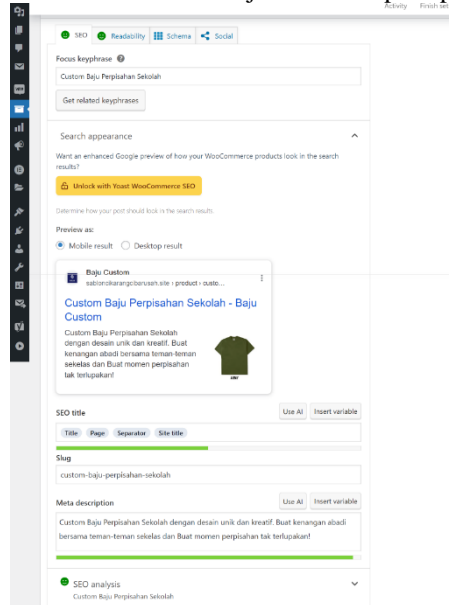 Activity Finish set
SEO Readability Schema Social
Focus keyphrase
Custom Baju Perpisahan Sekolah
Get related keyphrases
Search appearance
Want an enhanced Google preview of how your WooCommerce products look in the search
results?
Unlock with Yoast WooCommerce SEO
Determine how your post should look in the search results.
Preview as:
Mobile result Desktop result
Baju Custom
› product › custo...
Custom Baju Perpisahan Sekolah - Baju
Custom
Custom Baju Perpisahan Sekolah
dengan desain unik dan kreatif. Buat
kenangan abadi bersama teman-teman
sekelas dan Buat momen perpisahan
tak terlupakan!
SEO title
Use AI Insert variable
Title Page Separator Site title
Slug
custom-baju-perpisahan-sekolah
Meta description
Use AI Insert variable
Custom Baju Perpisahan Sekolah dengan desain unik dan kreatif. Buat kenangan abadi
bersama teman-teman sekelas dan Buat momen perpisahan tak terlupakan!
SEO analysis
Custom Baju Perpisahan Sekolah